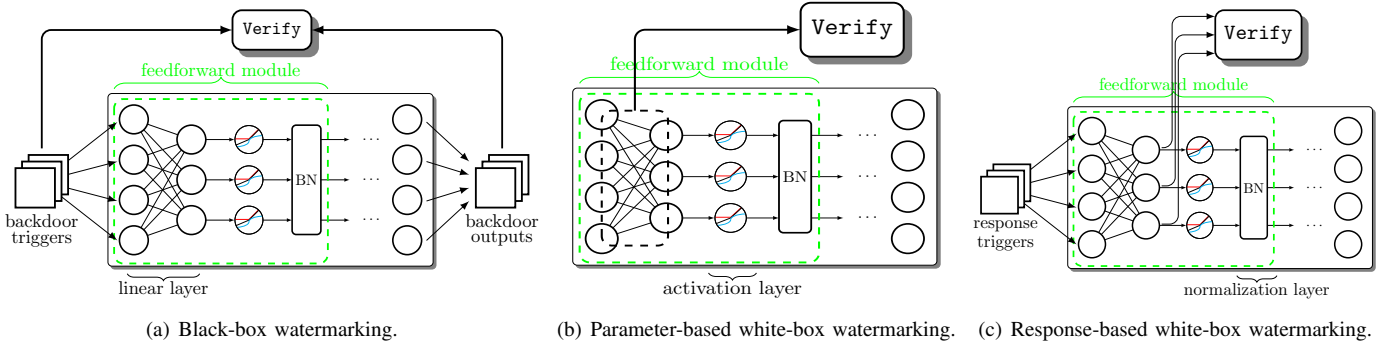 Verify
feedforward module
BN
...
...
...
backdoor
triggers
backdoor
outputs
linear layer
(a) Black-box watermarking.
Verify
feedforward module
BN
...
...
...
activation layer
(b) Parameter-based white-box watermarking.
Verify
feedforward module
BN
...
...
...
response
triggers
normalization layer
(c) Response-based white-box watermarking.